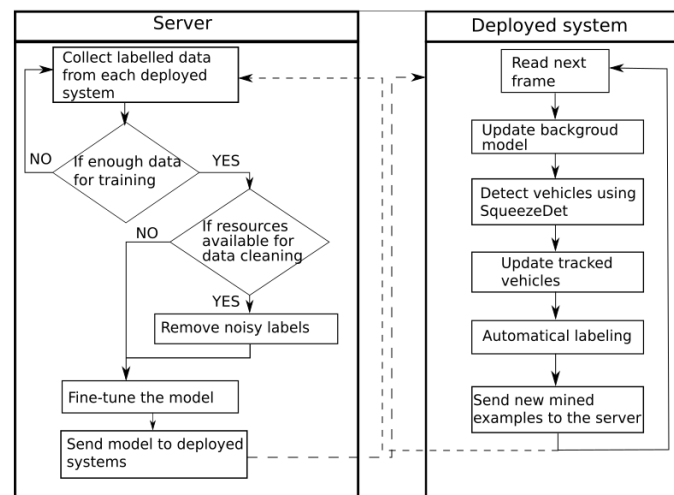 Server
Collect labelled data
from each deployed
system
NO
If enough data
for training
YES
NO
If resources
available for
data cleaning
YES
Remove noisy labels
Fine-tune the model
Send model to deployed
systems
Deployed system
Read next
frame
Update backgroud
model
Detect vehicles using
SqueezeDet
Update tracked
vehicles
Automatical labeling
Send new mined
examples to the server